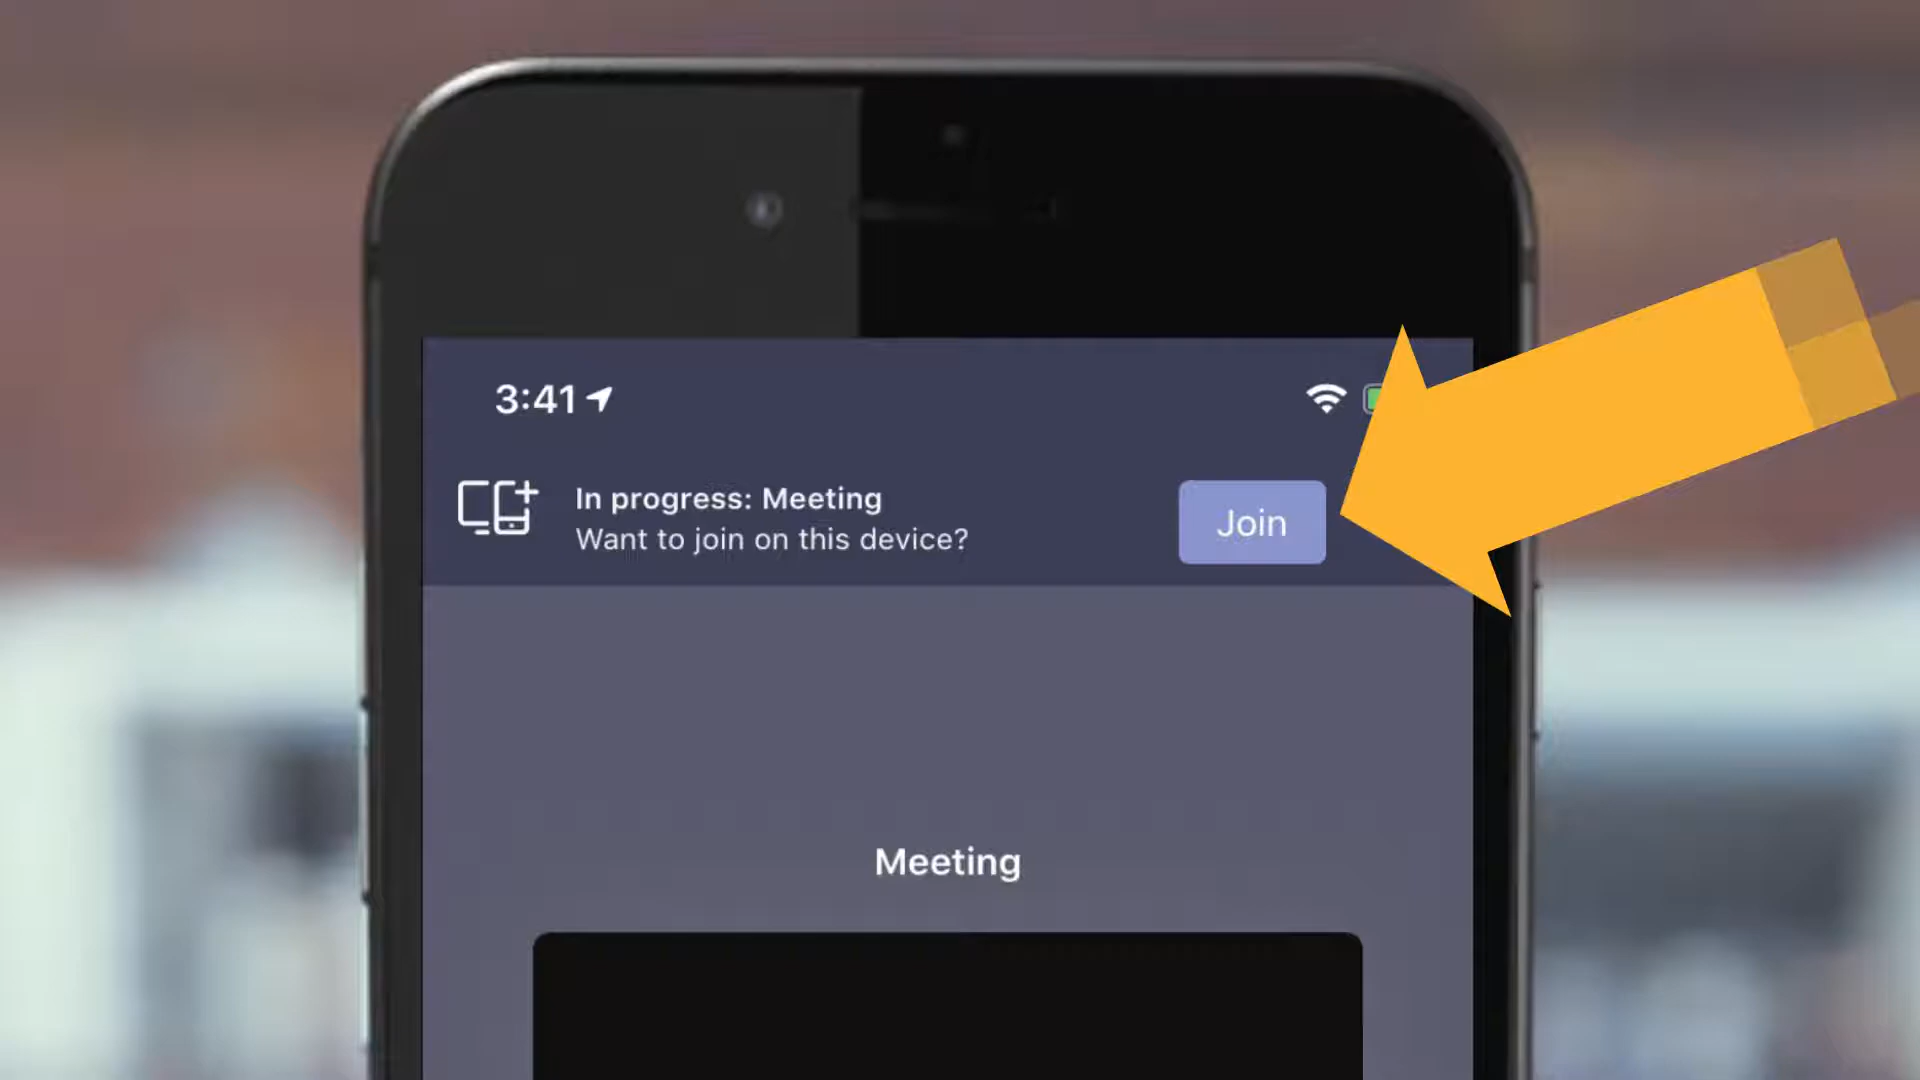 3:41
In progress: Meeting
Want to join on this device?
Join
Meeting